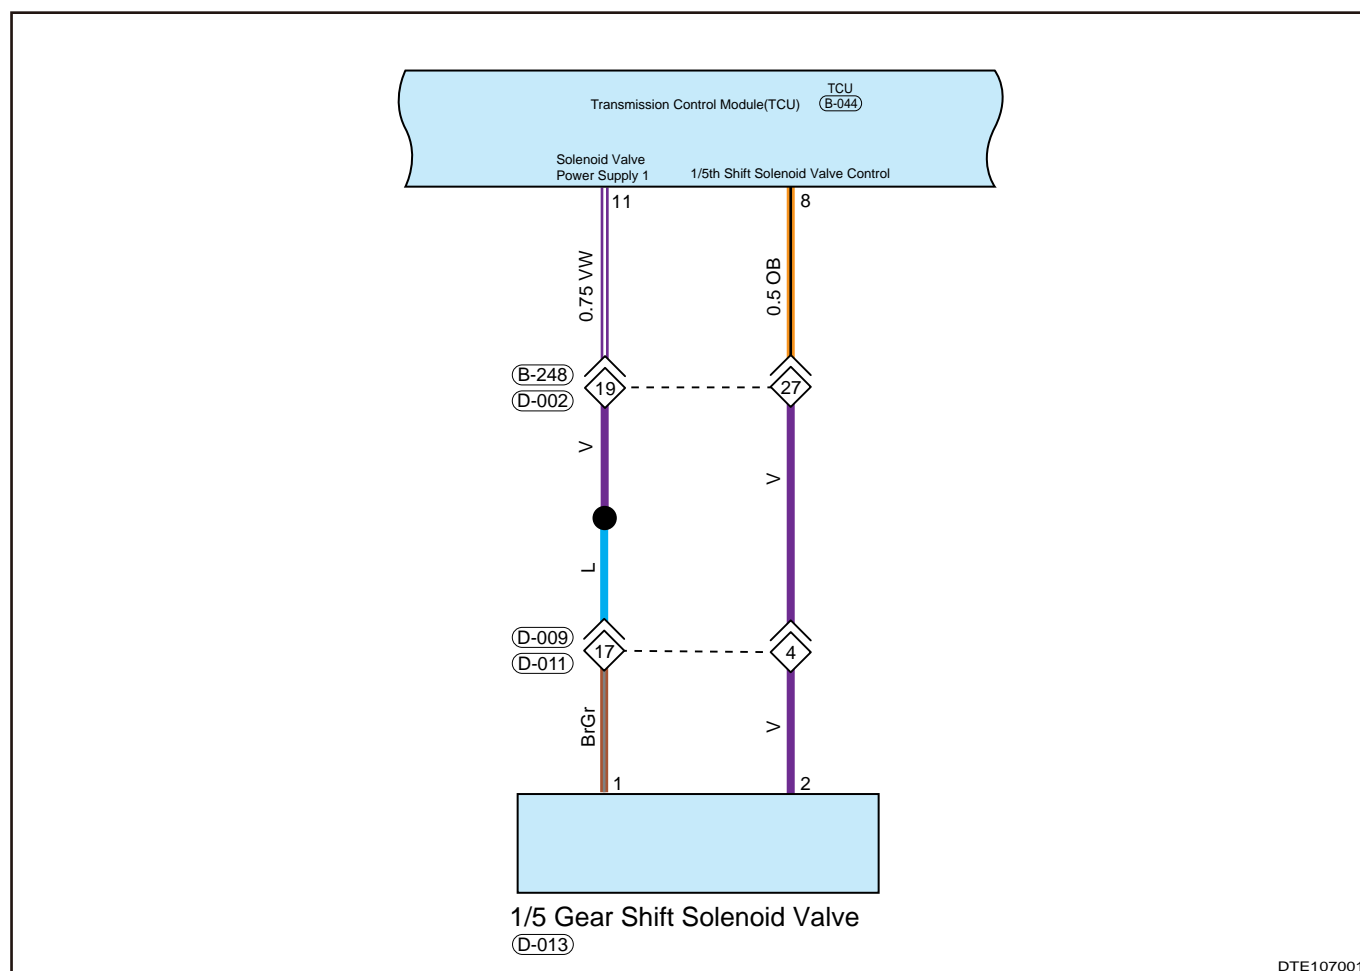 TCU
Transmission Control Module(TCU)
B-044
Solenoid Valve
Power Supply 1
1/5th Shift Solenoid Valve Control
11
8
0.75 VW
0.5 OB
B-248
D-002
19
27
V
V
L
D-009
D-011
17
4
BrGr
V
1
2
1/5 Gear Shift Solenoid Valve
D-013
DTE107001